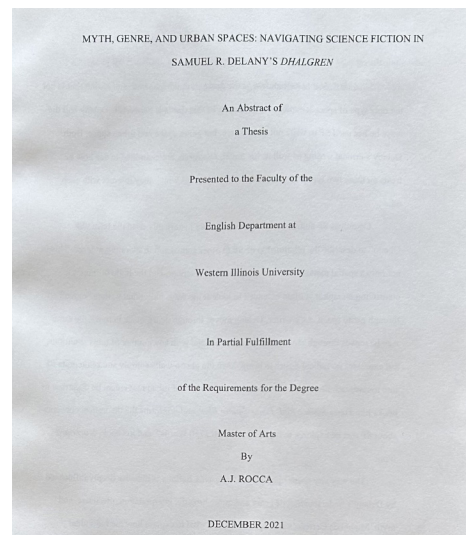 MYTH, GENRE, AND URBAN SPACES: NAVIGATING SCIENCE FICTION IN
SAMUEL R. DELANY'S DHALGREN
An Abstract of
a Thesis
Presented to the Faculty of the
English Department at
Western Illinois University
In Partial Fulfillment
of the Requirements for the Degree
Master of Arts
By
A.J. ROCCA
DECEMBER 2021